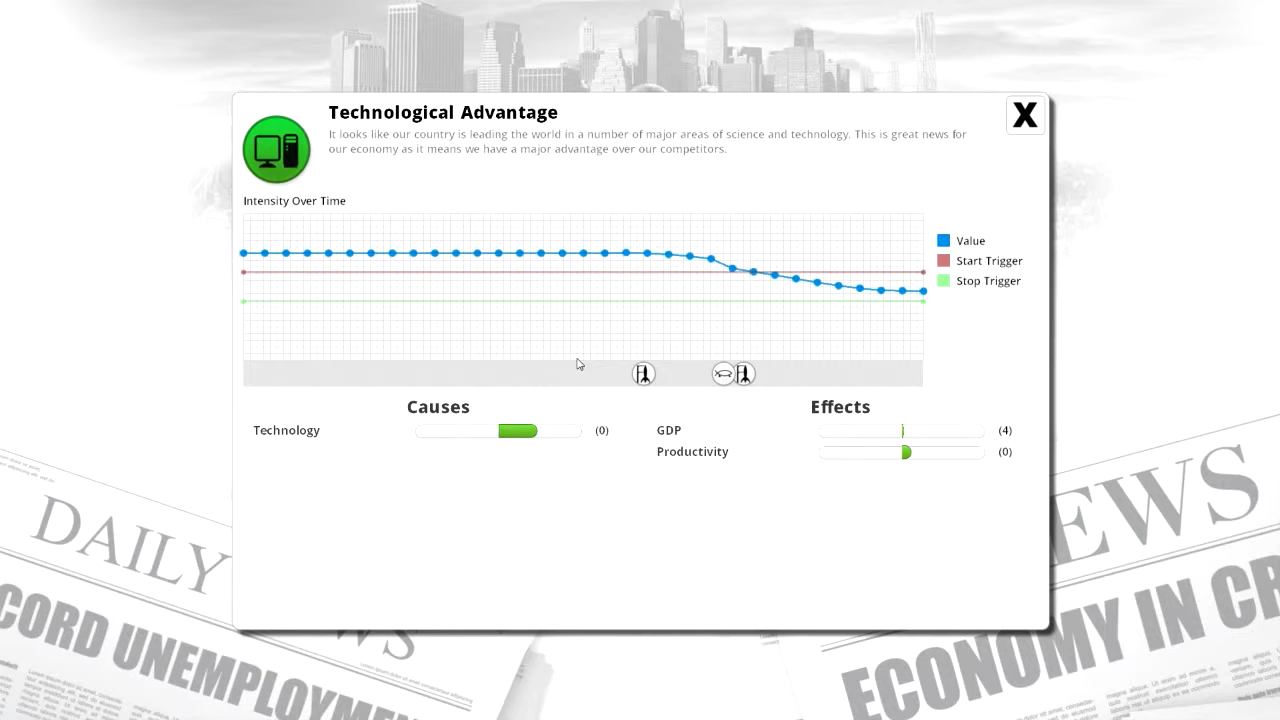 Technological Advantage
X
It looks like our country is leading the world in a number of major areas of science and technology. This is great news for
our economy as it means we have a major advantage over our competitors.
Intensity Over Time
Value
Start Trigger
Stop Trigger
Causes
Effects
Technology
(0)
GDP
(4)
Productivity
(0)
DAILY
NEWS
CORD UNEMPLOYME
ECONOMY IN CR